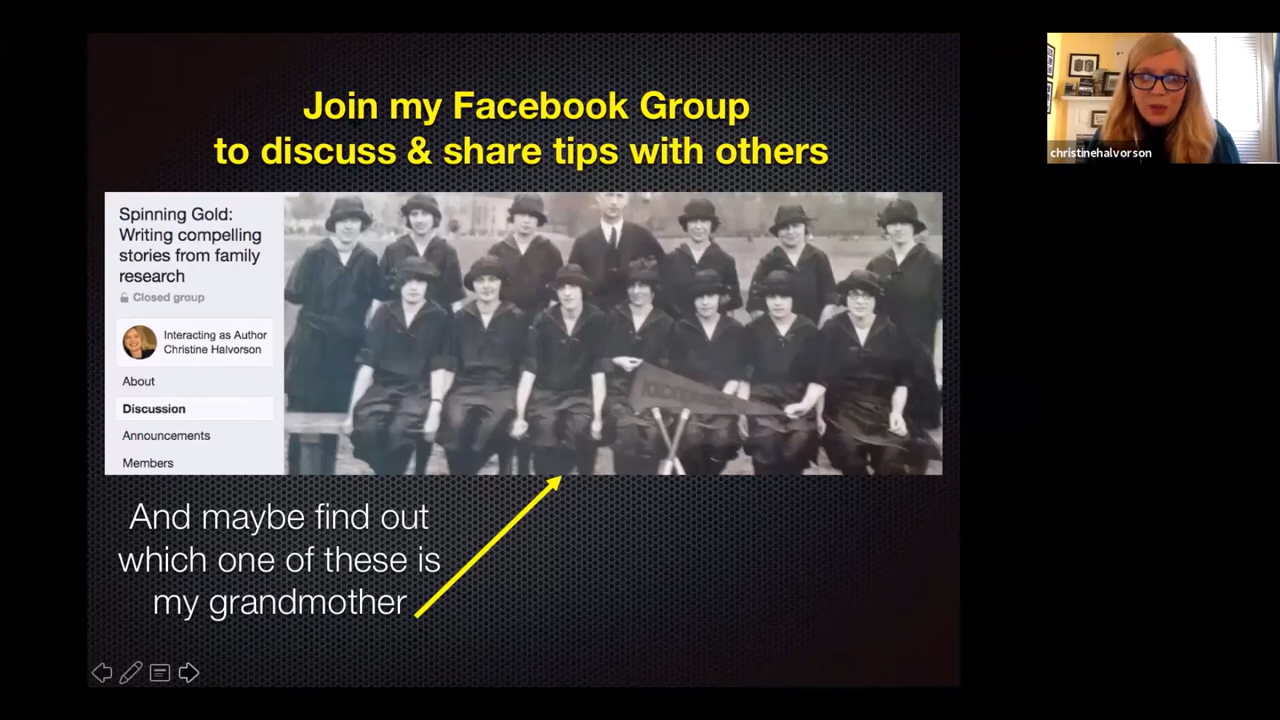 Join my Facebook Group
to discuss & share tips with others
Spinning Gold:
Writing compelling
stories from family
research
Closed group
Interacting as Author
Christine Halvorson
About
Discussion
Announcements
Members
And maybe find out
which one of these is
my grandmother
christinehalvorson